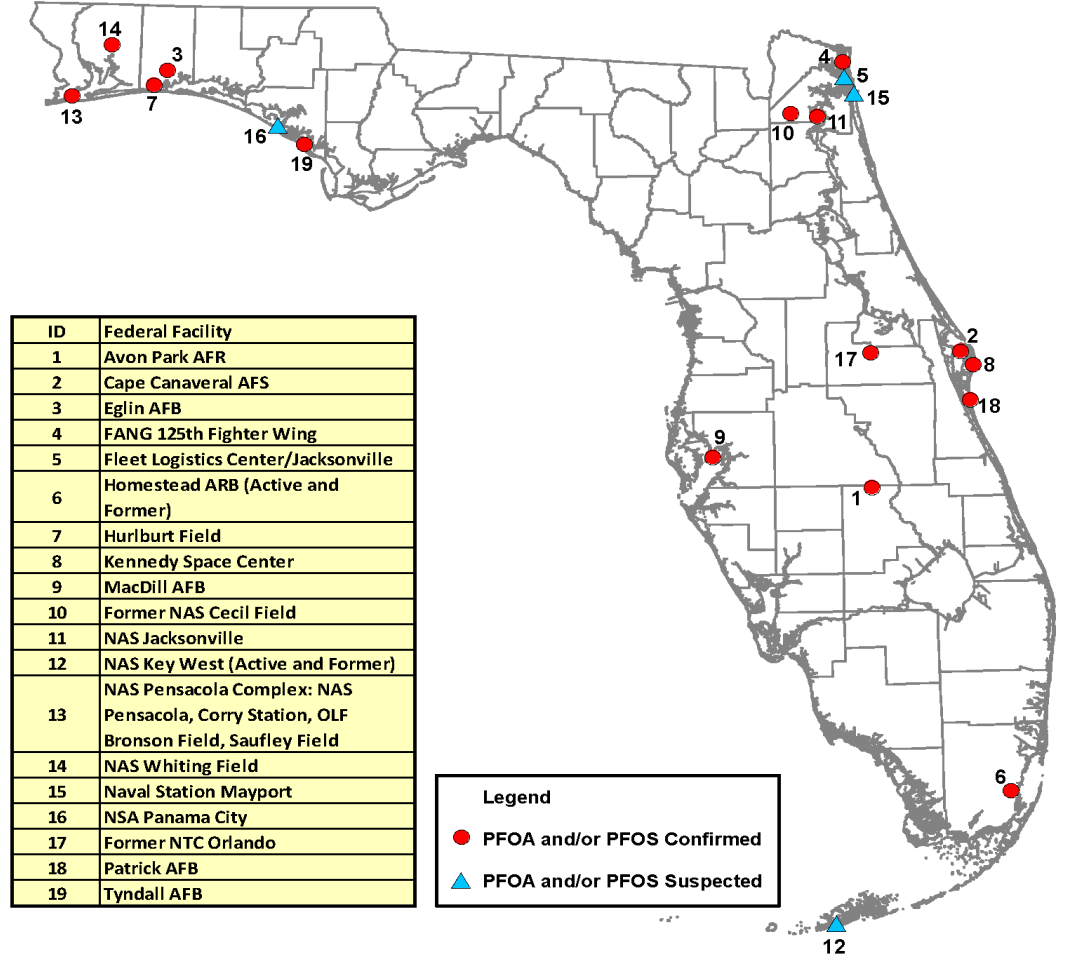 14
3
7
13
16
19
4
5
15
10
11
2
8
17
18
9
1
6
12
ID Federal Facility
1 Avon Park AFR
2 Cape Canaveral AFS
3 Eglin AFB
4 FANG 125th Fighter Wing
5 Fleet Logistics Center/Jacksonville
6 Homestead ARB (Active and
Former)
7 Hurlburt Field
8 Kennedy Space Center
9 MacDill AFB
10 Former NAS Cecil Field
11 NAS Jacksonville
12 NAS Key West (Active and Former)
13 NAS Pensacola Complex: NAS
Pensacola, Corry Station, OLF
Bronson Field, Saufley Field
14 NAS Whiting Field
15 Naval Station Mayport
16 NSA Panama City
17 Former NTC Orlando
18 Patrick AFB
19 Tyndall AFB
Legend
PFOA and/or PFOS Confirmed
PFOA and/or PFOS Suspected